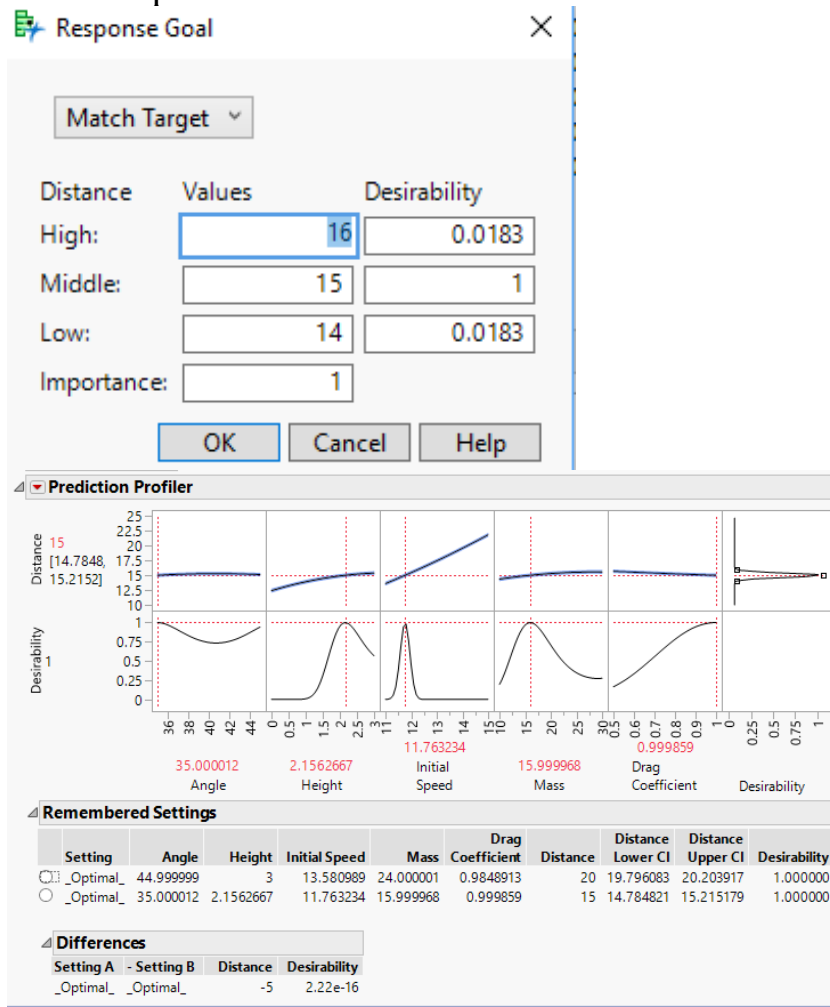 Response Goal
Match Target
Distance Values Desirability
High: 16 0.0183
Middle: 15 1
Low: 14 0.0183
Importance: 1
OK Cancel Help
Prediction Profiler
Distance
15
[14.7848,
15.2152]
25
22.5
20
17.5
15
12.5
10
Desirability
1
1
0.75
0.5
0.25
0
36 38 40 42 44 0 0.5 1 1.5 2 2.5 3 11 12 13 14 15 10 15 20 25 30 0.5 0.6 0.7 0.8 0.9 1 0 0.25 0.5 0.75 1
35.000012 Angle
2.1562667 Height
11.763234 Initial Speed
15.999968 Mass
0.999859 Drag Coefficient
Desirability
Remembered Settings
Setting Angle Height Initial Speed Mass Drag Coefficient Distance Distance Lower CI Distance Upper CI Desirability
_Optimal_ 44.999999 3 13.580989 24.000001 0.9848913 20 19.796083 20.203917 1.000000
_Optimal_ 35.000012 2.1562667 11.763234 15.999968 0.999859 15 14.784821 15.215179 1.000000
Differences
Setting A - Setting B Distance Desirability
_Optimal_ _Optimal_ -5 2.22e-16